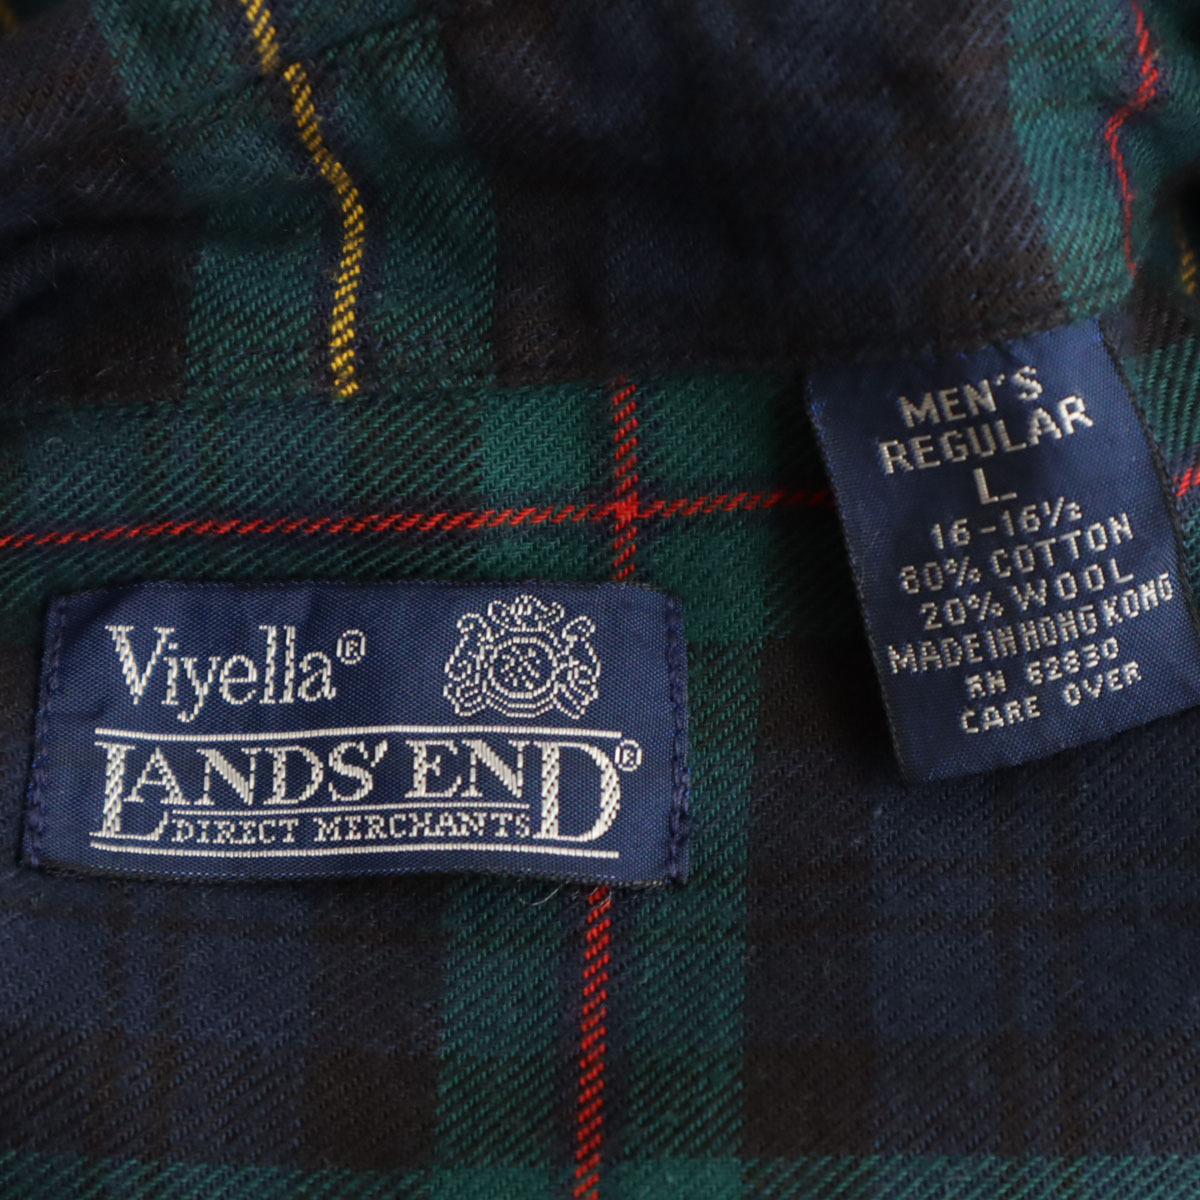 Viyella®
LANDS' END®
DIRECT MERCHANTS
MEN'S
REGULAR
L
16-16½
80% COTTON
20% WOOL
MADE IN HONG KONG
RN 62830
CARE OVER